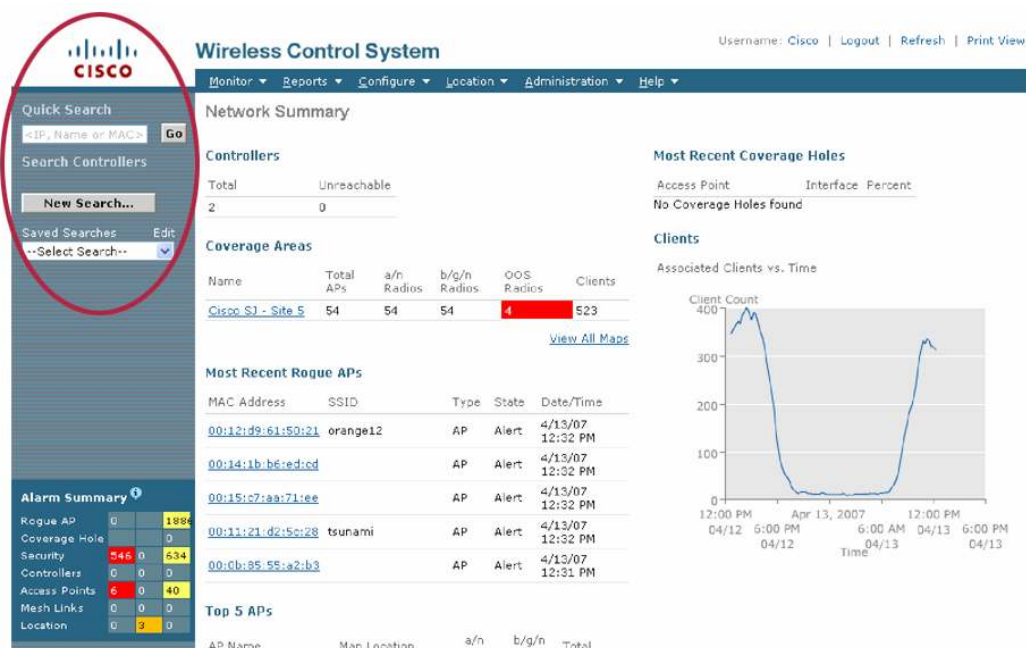 CISCO
Wireless Control System
Username: Cisco | Logout | Refresh | Print View
Monitor Reports Configure Location Administration Help
Quick Search
<IP, Name or MAC> Go
Search Controllers
New Search...
Saved Searches Edit
--Select Search--
Network Summary
Controllers
Total Unreachable
2 0
Coverage Areas
Name Total APs a/n Radios b/g/n Radios OOS Radios Clients
Cisco SJ - Site 5 54 54 54 4 523
View All Maps
Most Recent Rogue APs
MAC Address SSID Type State Date/Time
00:12:d9:61:50:21 orange12 AP Alert 4/13/07 12:32 PM
00:14:1b:b6:ed:cd AP Alert 4/13/07 12:32 PM
00:15:c7:aa:71:ee AP Alert 4/13/07 12:32 PM
00:11:21:d2:5c:28 tsunami AP Alert 4/13/07 12:32 PM
00:0b:85:55:a2:b3 AP Alert 4/13/07 12:31 PM
Top 5 APs
AP Name Map Location a/n b/g/n Total
Most Recent Coverage Holes
Access Point Interface Percent
No Coverage Holes found
Clients
Associated Clients vs. Time
Client Count
400
300
200
100
0
12:00 PM Apr 13, 2007 12:00 PM
04/12 6:00 PM 6:00 AM 04/13 6:00 PM
04/12 04/13 04/13
Time
Alarm Summary
Rogue AP 0 1886
Coverage Hole 0
Security 546 0 634
Controllers 0 0 0
Access Points 6 0 40
Mesh Links 0 0 0
Location 0 3 0